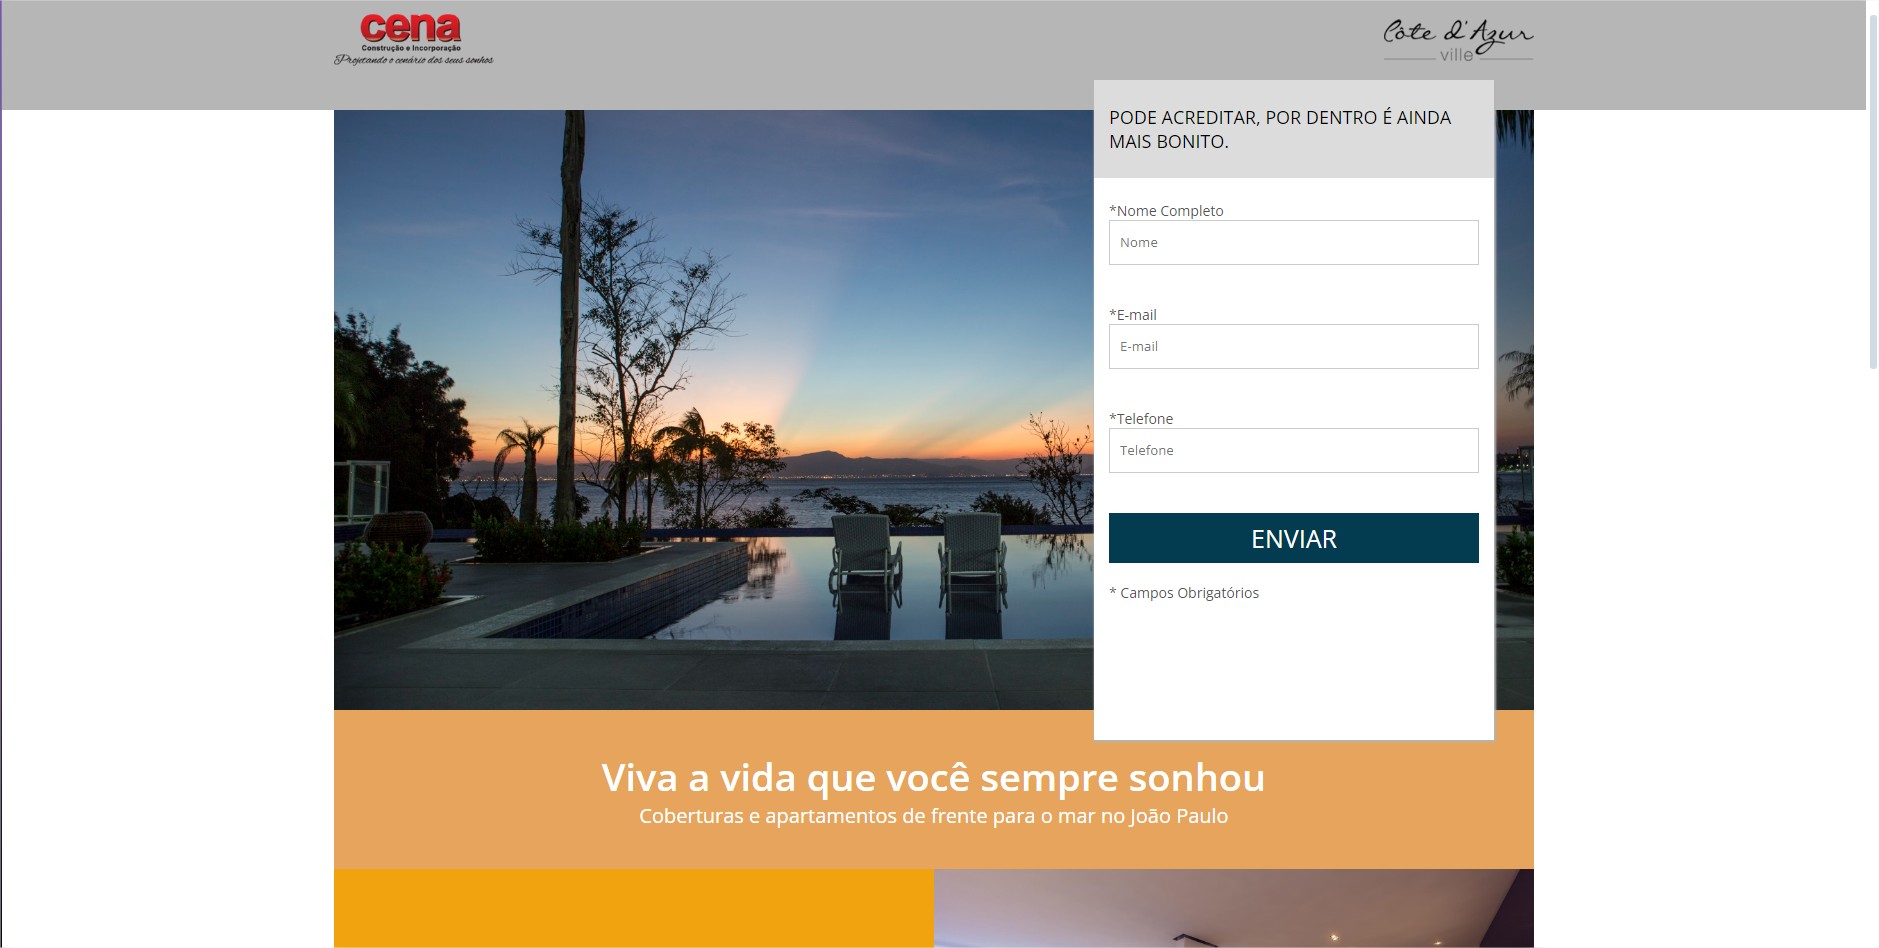 cena
Construção e Incorporação
Projetando o cenário dos seus sonhos
Côte d'Azur
ville
PODE ACREDITAR, POR DENTRO É AINDA
MAIS BONITO.
*Nome Completo
Nome
*E-mail
E-mail
*Telefone
Telefone
ENVIAR
* Campos Obrigatórios
Viva a vida que você sempre sonhou
Coberturas e apartamentos de frente para o mar no João Paulo